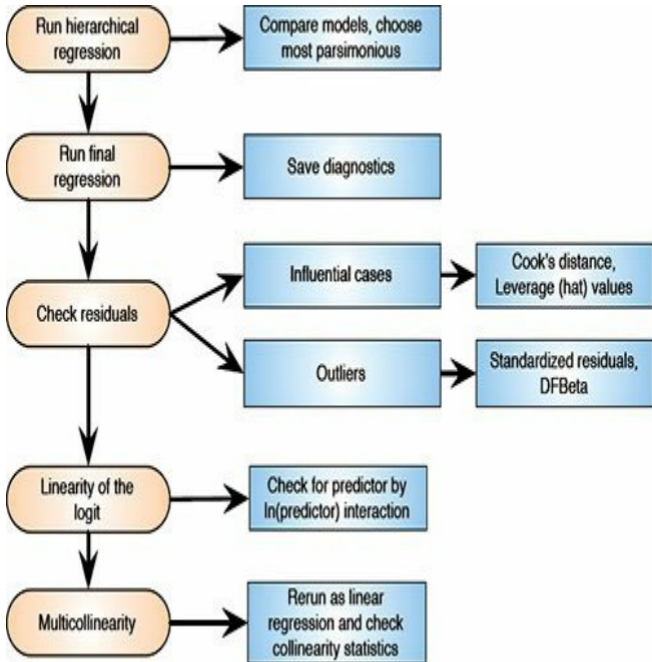 Run hierarchical
regression
Compare models, choose
most parsimonious
Run final
regression
Save diagnostics
Check residuals
Influential cases
Cook's distance,
Leverage (hat) values
Outliers
Standardized residuals,
DFBeta
Linearity of the
logit
Check for predictor by
ln(predictor) interaction
Multicollinearity
Rerun as linear
regression and check
collinearity statistics